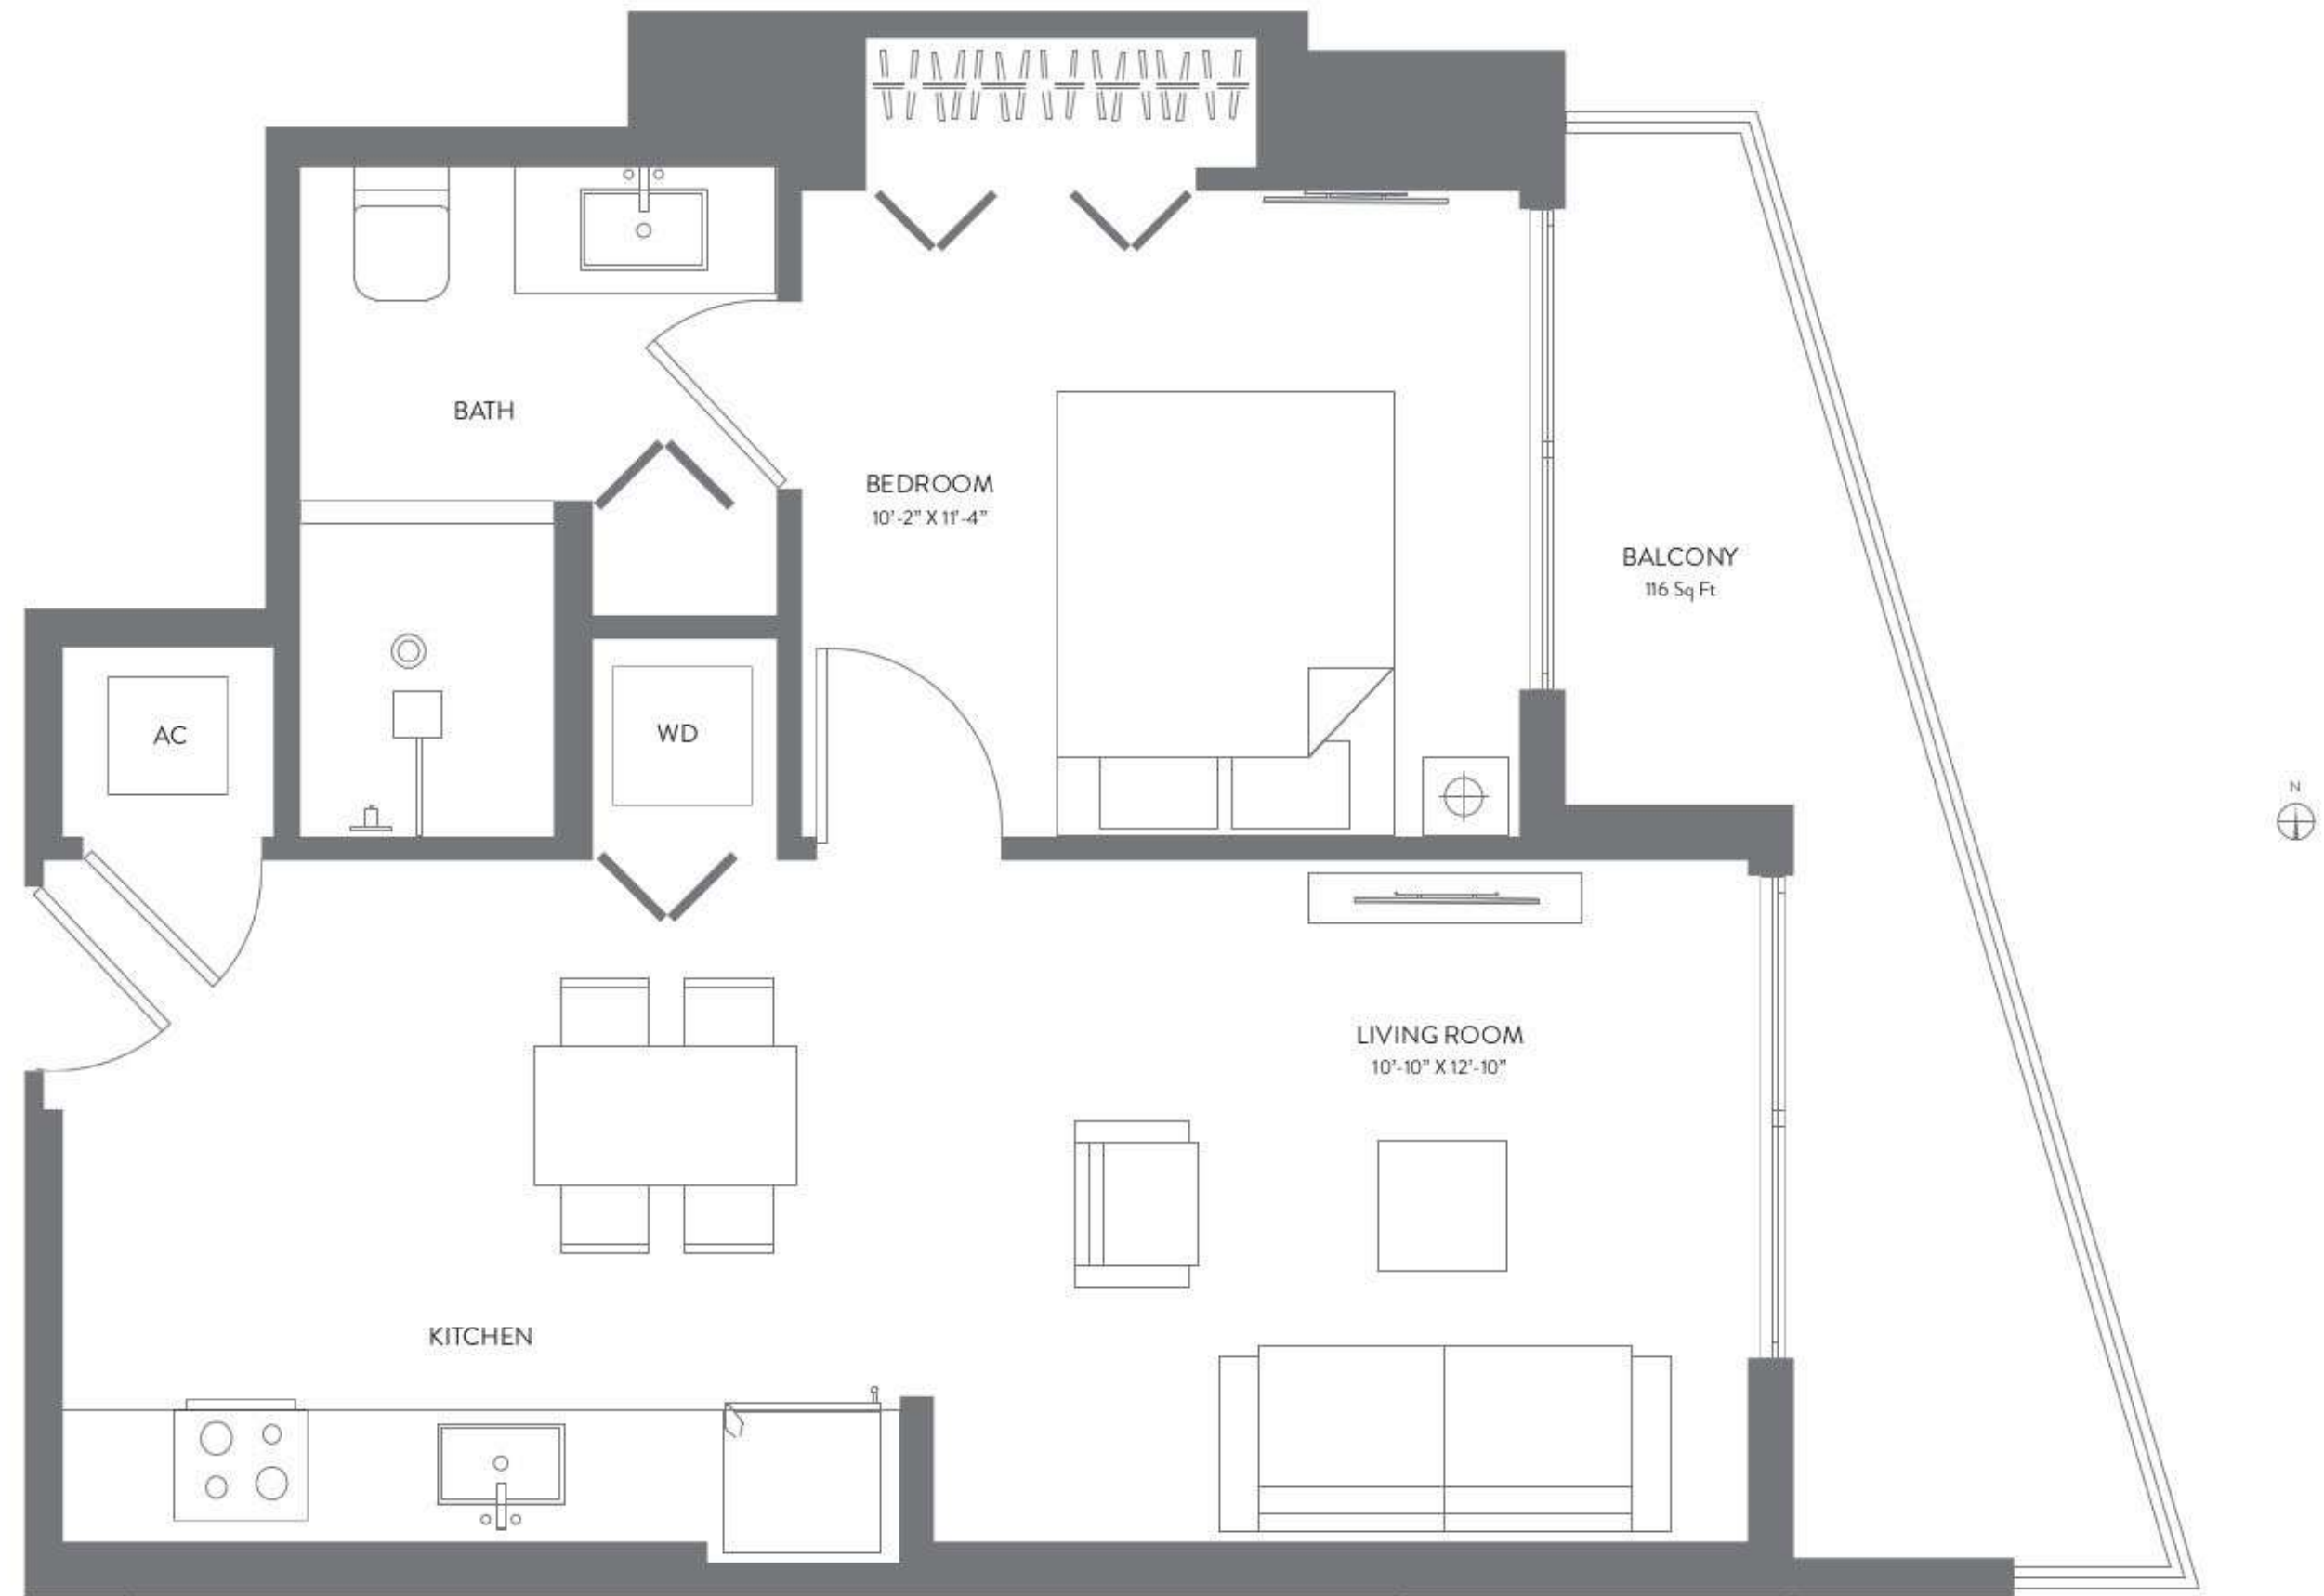 BATH
BEDROOM
10'-2" X 11'-4"
BALCONY
116 Sq Ft
AC
WD
N
LIVING ROOM
10'-10" X 12'-10"
KITCHEN